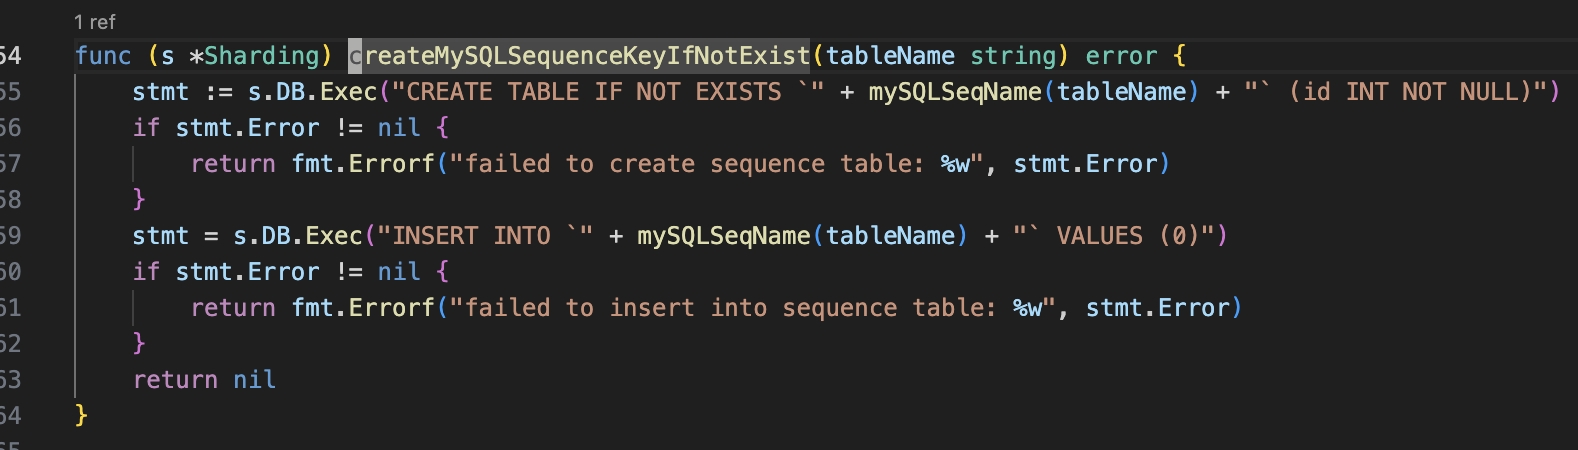 1 ref
54 func (s *Sharding) createMySQLSequenceKeyIfNotExist(tableName string) error {
55 stmt := s.DB.Exec("CREATE TABLE IF NOT EXISTS `" + mySQLSeqName(tableName) + "` (id INT NOT NULL)")
56 if stmt.Error != nil {
57 return fmt.Errorf("failed to create sequence table: %w", stmt.Error)
58 }
59 stmt = s.DB.Exec("INSERT INTO `" + mySQLSeqName(tableName) + "` VALUES (0)")
60 if stmt.Error != nil {
61 return fmt.Errorf("failed to insert into sequence table: %w", stmt.Error)
62 }
63 return nil
64 }
65